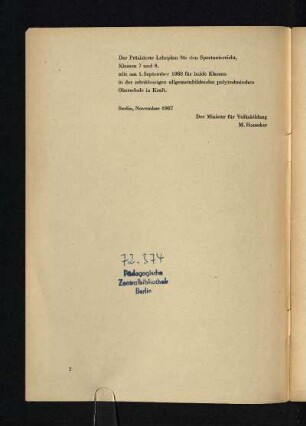 Der Präzisierte Lehrplan für den Sportunterricht,
Klassen 7 und 8,
tritt am 1. September 1968 für beide Klassen
in der zehnklassigen allgemeinbildenden polytechnischen
Oberschule in Kraft.
Berlin, November 1967
Der Minister für Volksbildung
M. Honecker
72.374
Pädagogische
Zentralbibliothek
Berlin
2